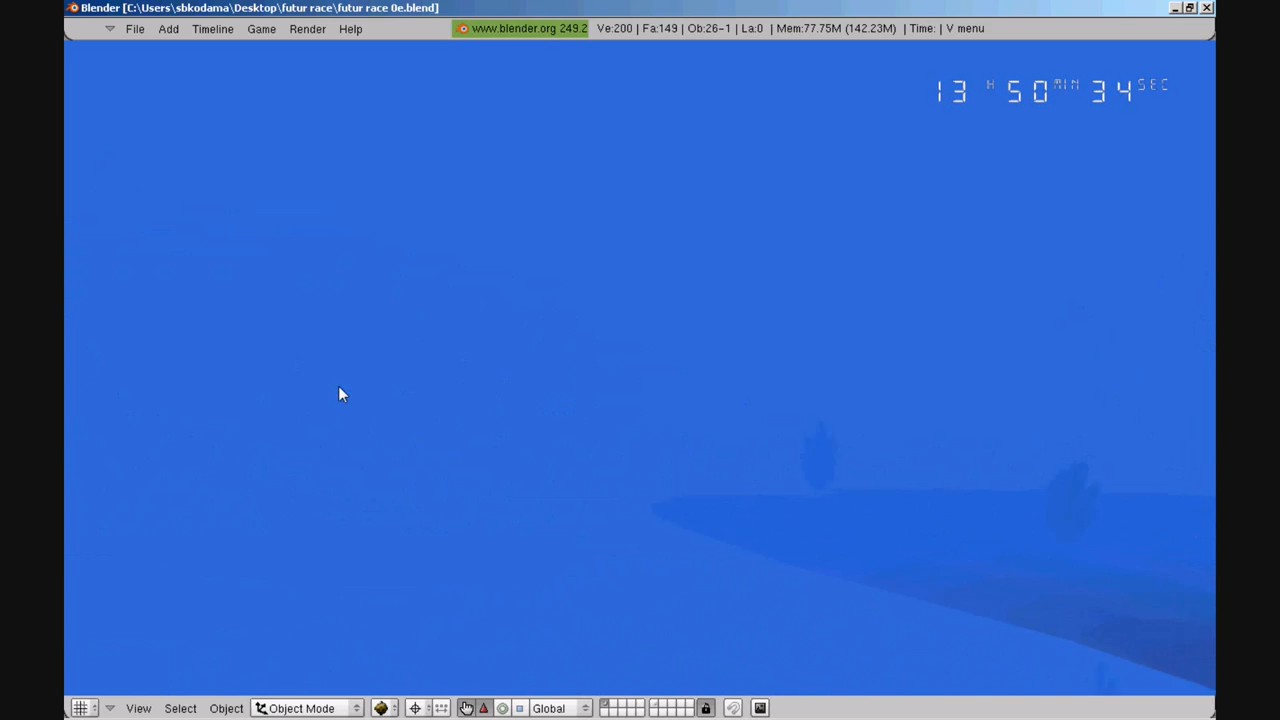 Blender [C:\Users\sbkodama\Desktop\futur race\futur race 0e.blend]
File Add Timeline Game Render Help www.blender.org 249.2 Ve:200 | Fa:149 | Ob:26-1 | La:0 | Mem:77.75M (142.23M) | Time: | V menu
13 H 50 MIN 34 SEC
View Select Object Object Mode Global